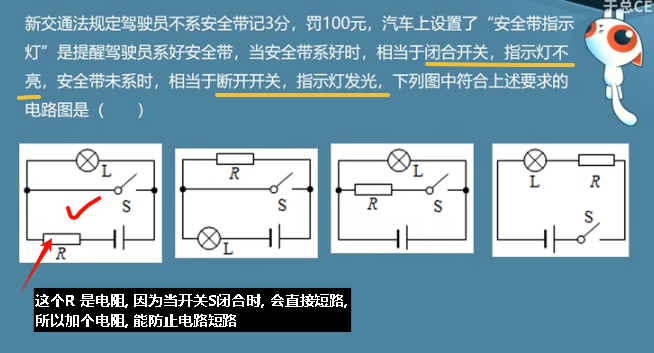 于总CE
新交通法规定驾驶员不系安全带记3分，罚100元，汽车上设置了“安全带指示
灯”是提醒驾驶员系好安全带，当安全带系好时，相当于闭合开关，指示灯不
亮，安全带未系时，相当于断开开关，指示灯发光，下列图中符合上述要求的
电路图是（　　）
L
S
R
R
S
L
L
R
S
L
R
S
这个R 是电阻, 因为当开关S闭合时, 会直接短路,
所以加个电阻, 能防止电路短路